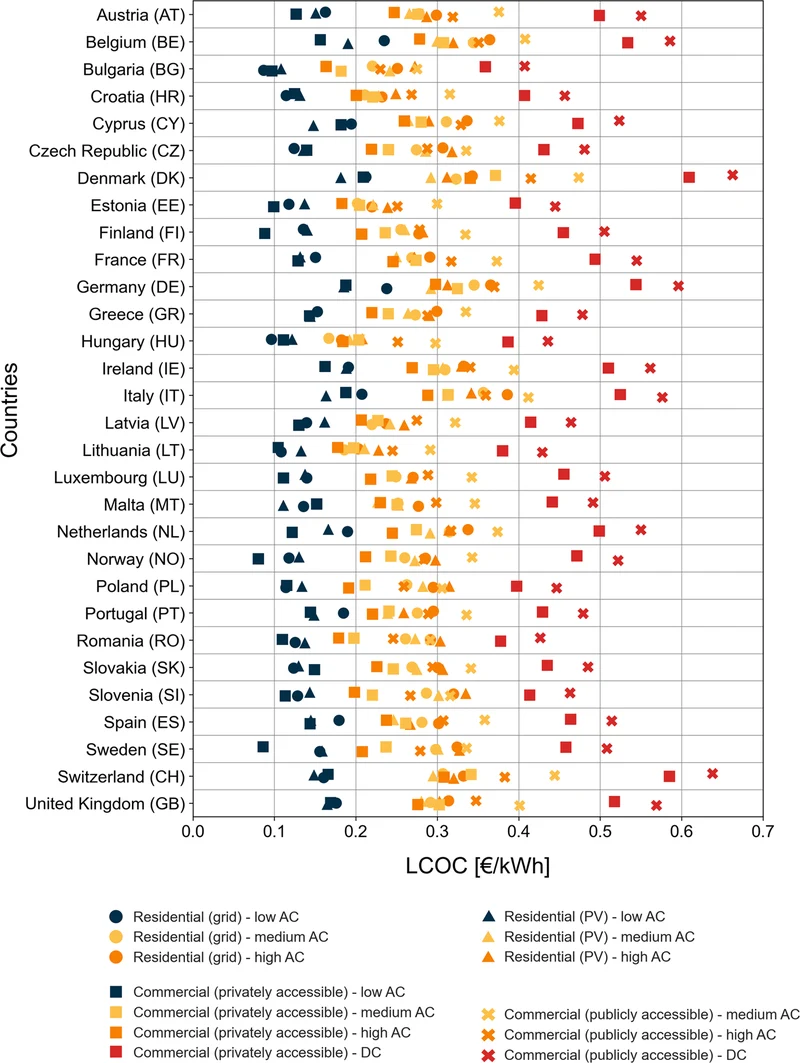 Countries
Austria (AT)
Belgium (BE)
Bulgaria (BG)
Croatia (HR)
Cyprus (CY)
Czech Republic (CZ)
Denmark (DK)
Estonia (EE)
Finland (FI)
France (FR)
Germany (DE)
Greece (GR)
Hungary (HU)
Ireland (IE)
Italy (IT)
Latvia (LV)
Lithuania (LT)
Luxembourg (LU)
Malta (MT)
Netherlands (NL)
Norway (NO)
Poland (PL)
Portugal (PT)
Romania (RO)
Slovakia (SK)
Slovenia (SI)
Spain (ES)
Sweden (SE)
Switzerland (CH)
United Kingdom (GB)
0.0 0.1 0.2 0.3 0.4 0.5 0.6 0.7
LCOC [€/kWh]
Residential (grid) - low AC
Residential (grid) - medium AC
Residential (grid) - high AC
Residential (PV) - low AC
Residential (PV) - medium AC
Residential (PV) - high AC
Commercial (privately accessible) - low AC
Commercial (privately accessible) - medium AC
Commercial (privately accessible) - high AC
Commercial (privately accessible) - DC
Commercial (publicly accessible) - medium AC
Commercial (publicly accessible) - high AC
Commercial (publicly accessible) - DC